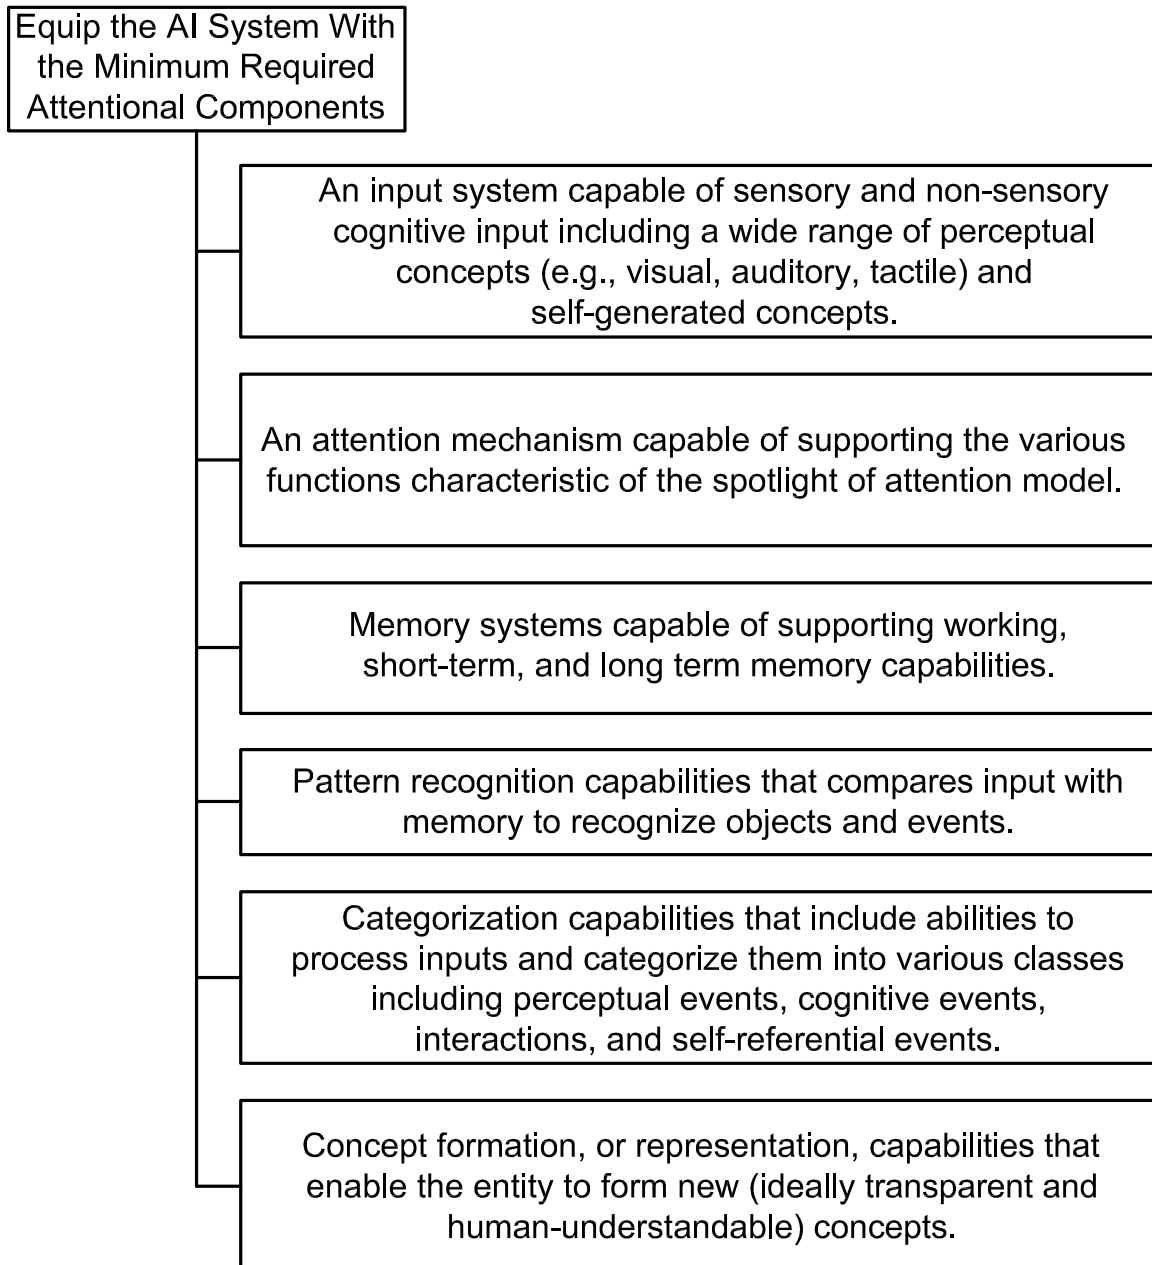 Equip the AI System With
the Minimum Required
Attentional Components
An input system capable of sensory and non-sensory
cognitive input including a wide range of perceptual
concepts (e.g., visual, auditory, tactile) and
self-generated concepts.
An attention mechanism capable of supporting the various
functions characteristic of the spotlight of attention model.
Memory systems capable of supporting working,
short-term, and long term memory capabilities.
Pattern recognition capabilities that compares input with
memory to recognize objects and events.
Categorization capabilities that include abilities to
process inputs and categorize them into various classes
including perceptual events, cognitive events,
interactions, and self-referential events.
Concept formation, or representation, capabilities that
enable the entity to form new (ideally transparent and
human-understandable) concepts.